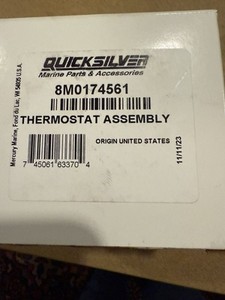 QUICKSILVER
Marine Parts & Accessories
8M0174561
THERMOSTAT ASSEMBLY
ORIGIN UNITED STATES
7 45061 63370 4
11/11/23
Mercury Marine, Fond du Lac, WI 54935 U.S.A.